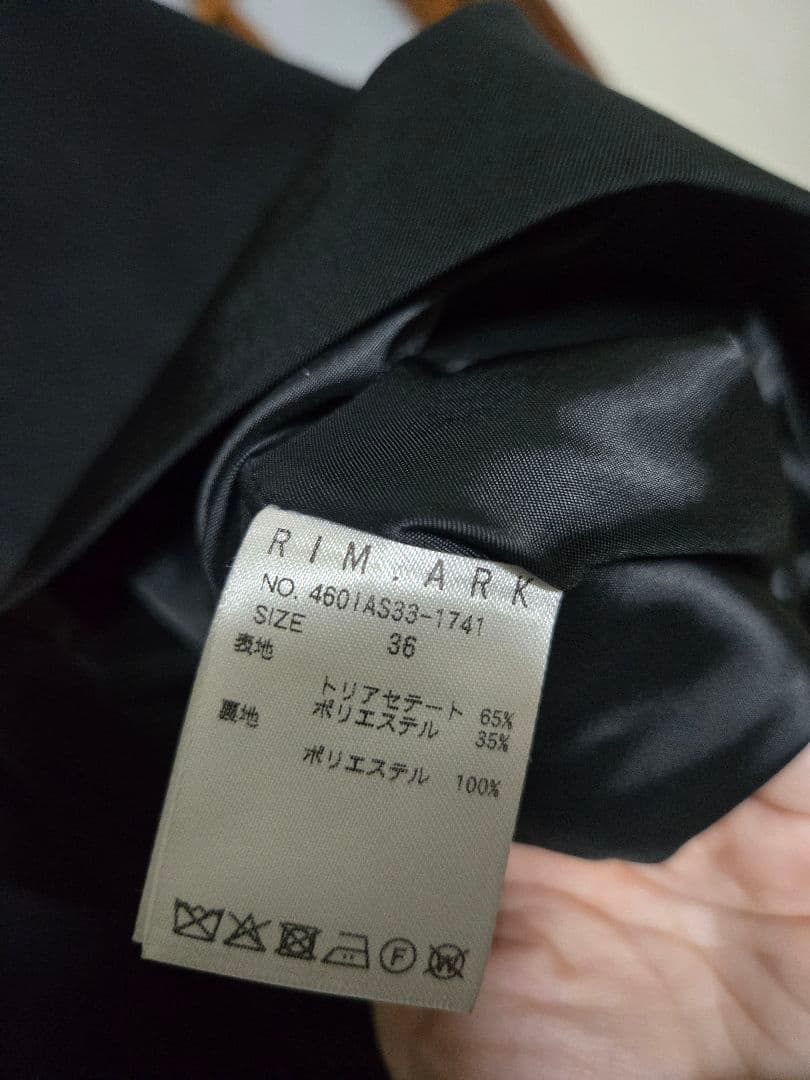 RIM.ARK
NO. 460IAS33-1741
SIZE 36
表地 トリアセテート 65%
ポリエステル 35%
裏地 ポリエステル 100%
F W